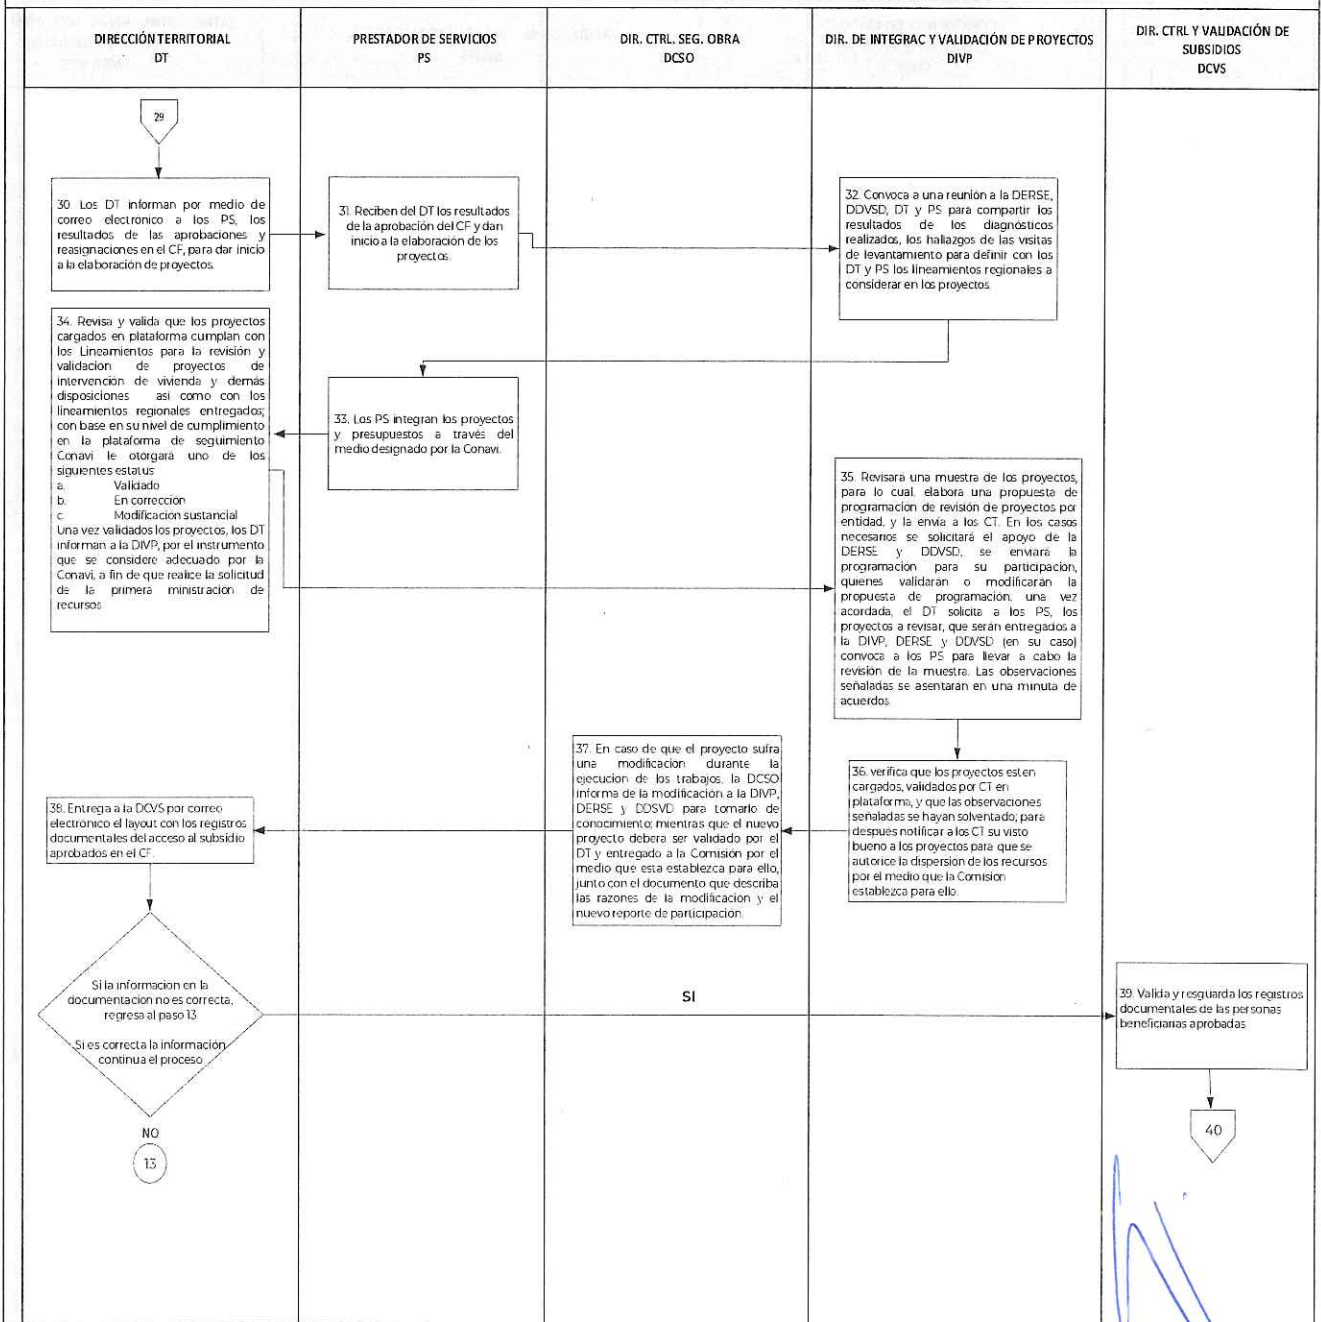 DIRECCIÓN TERRITORIAL
DT
PRESTADOR DE SERVICIOS
PS
DIR. CTRL. SEG. OBRA
DCSO
DIR. DE INTEGRAC Y VALIDACIÓN DE PROYECTOS
DIVP
DIR. CTRL Y VALIDACIÓN DE
SUBSIDIOS
DCVS
29
30. Los DT informan por medio de
correo electrónico a los PS, los
resultados de las aprobaciones y
reasignaciones en el CF, para dar inicio
a la elaboración de proyectos.
31. Reciben del DT los resultados
de la aprobación del CF y dan
inicio a la elaboración de los
proyectos.
32. Convoca a una reunión a la DERSE,
DDVSD, DT y PS para compartir los
resultados de los diagnósticos
realizados, los hallazgos de las visitas
de levantamiento para definir con los
DT y PS los lineamientos regionales a
considerar en los proyectos.
33. Los PS integran los proyectos
y presupuestos a través del
medio designado por la Conavi.
34. Revisa y valida que los proyectos
cargados en plataforma cumplan con
los Lineamientos para la revisión y
validación de proyectos de
intervención de vivienda y demás
disposiciones así como con los
lineamientos regionales entregados;
con base en su nivel de cumplimiento
en la plataforma de seguimiento
Conavi le otorgará uno de los
siguientes estatus
a. Validado
b. En corrección
c. Modificación sustancial
Una vez validados los proyectos, los DT
informan a la DIVP, por el instrumento
que se considere adecuado por la
Conavi, a fin de que realice la solicitud
de la primera ministración de
recursos
35. Revisará una muestra de los proyectos,
para lo cual, elabora una propuesta de
programación de revisión de proyectos por
entidad, y la envía a los CT. En los casos
necesarios se solicitará el apoyo de la
DERSE y DDVSD, se enviará la
programación para su participación,
quienes validarán o modificarán la
propuesta de programación, una vez
acordada, el DT solicita a los PS, los
proyectos a revisar, que serán entregados a
la DIVP, DERSE y DDVSD (en su caso)
convoca a los PS para llevar a cabo la
revisión de la muestra. Las observaciones
señaladas se asentaran en una minuta de
acuerdos
36. verifica que los proyectos esten
cargados, validados por CT en
plataforma, y que las observaciones
señaladas se hayan solventado; para
después notificar a los CT su visto
bueno a los proyectos para que se
autorice la dispersión de los recursos
por el medio que la Comisión
establezca para ello.
37. En caso de que el proyecto sufra
una modificación durante la
ejecución de los trabajos, la DCSO
informa de la modificación a la DIVP,
DERSE y DDSVD para tomarlo de
conocimiento; mientras que el nuevo
proyecto debera ser validado por el
DT y entregado a la Comisión por el
medio que esta establezca para ello,
junto con el documento que describa
las razones de la modificación y el
nuevo reporte de participación.
38. Entrega a la DCVS por correo
electrónico el layout con los registros
documentales del acceso al subsidio
aprobados en el CF.
Si la información en la
documentación no es correcta,
regresa al paso 13
Si es correcta la información
continua el proceso
SI
39. Valida y resguarda los registros
documentales de las personas
beneficiarias aprobadas
40
NO
13